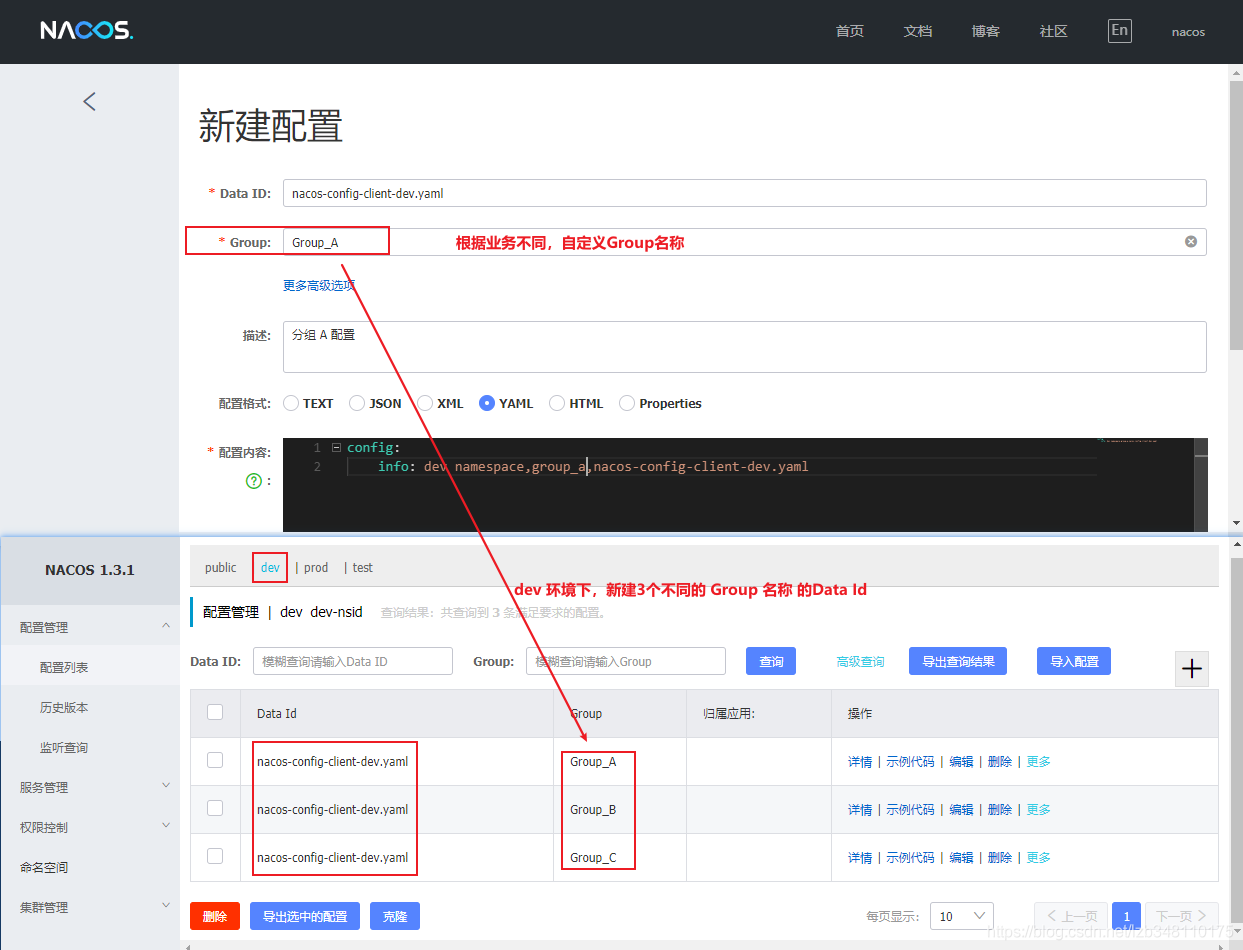 NACOS.
首页 文档 博客 社区 En nacos
新建配置
* Data ID: nacos-config-client-dev.yaml
* Group: Group_A 根据业务不同，自定义Group名称
更多高级选项
描述: 分组 A 配置
配置格式: TEXT JSON XML YAML HTML Properties
* 配置内容:
? :
1 config:
2 info: dev namespace,group_a,nacos-config-client-dev.yaml
NACOS 1.3.1
配置管理
配置列表
历史版本
监听查询
服务管理
权限控制
命名空间
集群管理
public dev | prod | test
dev 环境下，新建3个不同的 Group 名称 的Data Id
配置管理 | dev dev-nsid 查询结果：共查询到 3 条满足要求的配置。
Data ID: 模糊查询请输入Data ID Group: 模糊查询请输入Group 查询 高级查询 导出查询结果 导入配置 +
Data Id Group 归属应用: 操作
nacos-config-client-dev.yaml Group_A 详情 | 示例代码 | 编辑 | 删除 | 更多
nacos-config-client-dev.yaml Group_B 详情 | 示例代码 | 编辑 | 删除 | 更多
nacos-config-client-dev.yaml Group_C 详情 | 示例代码 | 编辑 | 删除 | 更多
删除 导出选中的配置 克隆 每页显示: 10 上一页 1 下一页
https://blog.csdn.net/lzb348110175